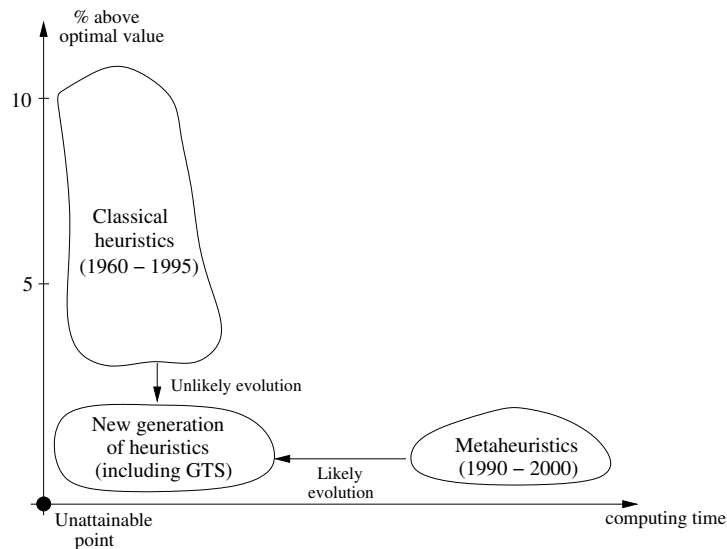 % above
optimal value
10
Classical
heuristics
(1960 − 1995)
5
Unlikely evolution
New generation
of heuristics
(including GTS)
Metaheuristics
(1990 − 2000)
Likely
evolution
Unattainable
point
computing time